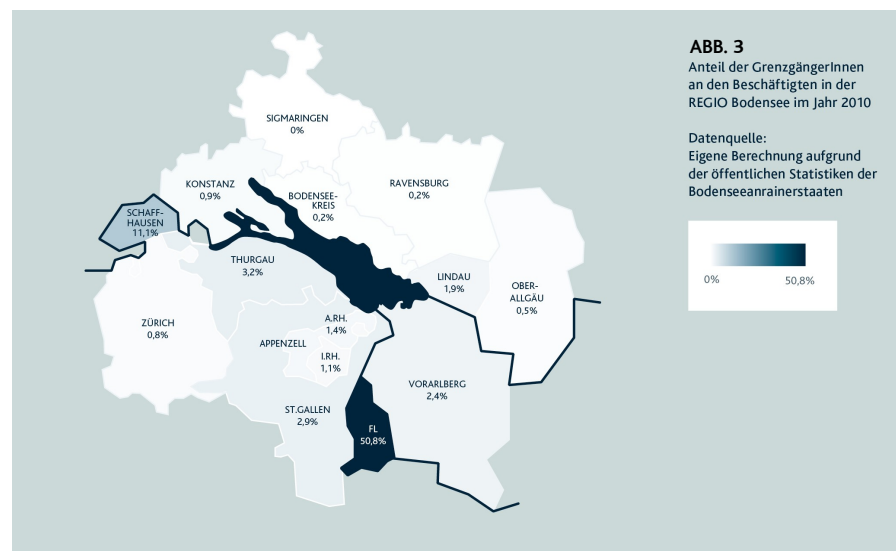 ABB. 3
Anteil der GrenzgängerInnen
an den Beschäftigten in der
REGIO Bodensee im Jahr 2010
Datenquelle:
Eigene Berechnung aufgrund
der öffentlichen Statistiken der
Bodenseeanrainerstaaten
0%
50,8%
SIGMARINGEN
0%
KONSTANZ
0,9%
BODENSEE-
KREIS
0,2%
RAVENSBURG
0,2%
SCHAFF-
HAUSEN
11,1%
THURGAU
3,2%
LINDAU
1,9%
OBER-
ALLGÄU
0,5%
ZÜRICH
0,8%
A.RH.
1,4%
APPENZELL
I.RH.
1,1%
VORARLBERG
2,4%
ST.GALLEN
2,9%
FL
50,8%